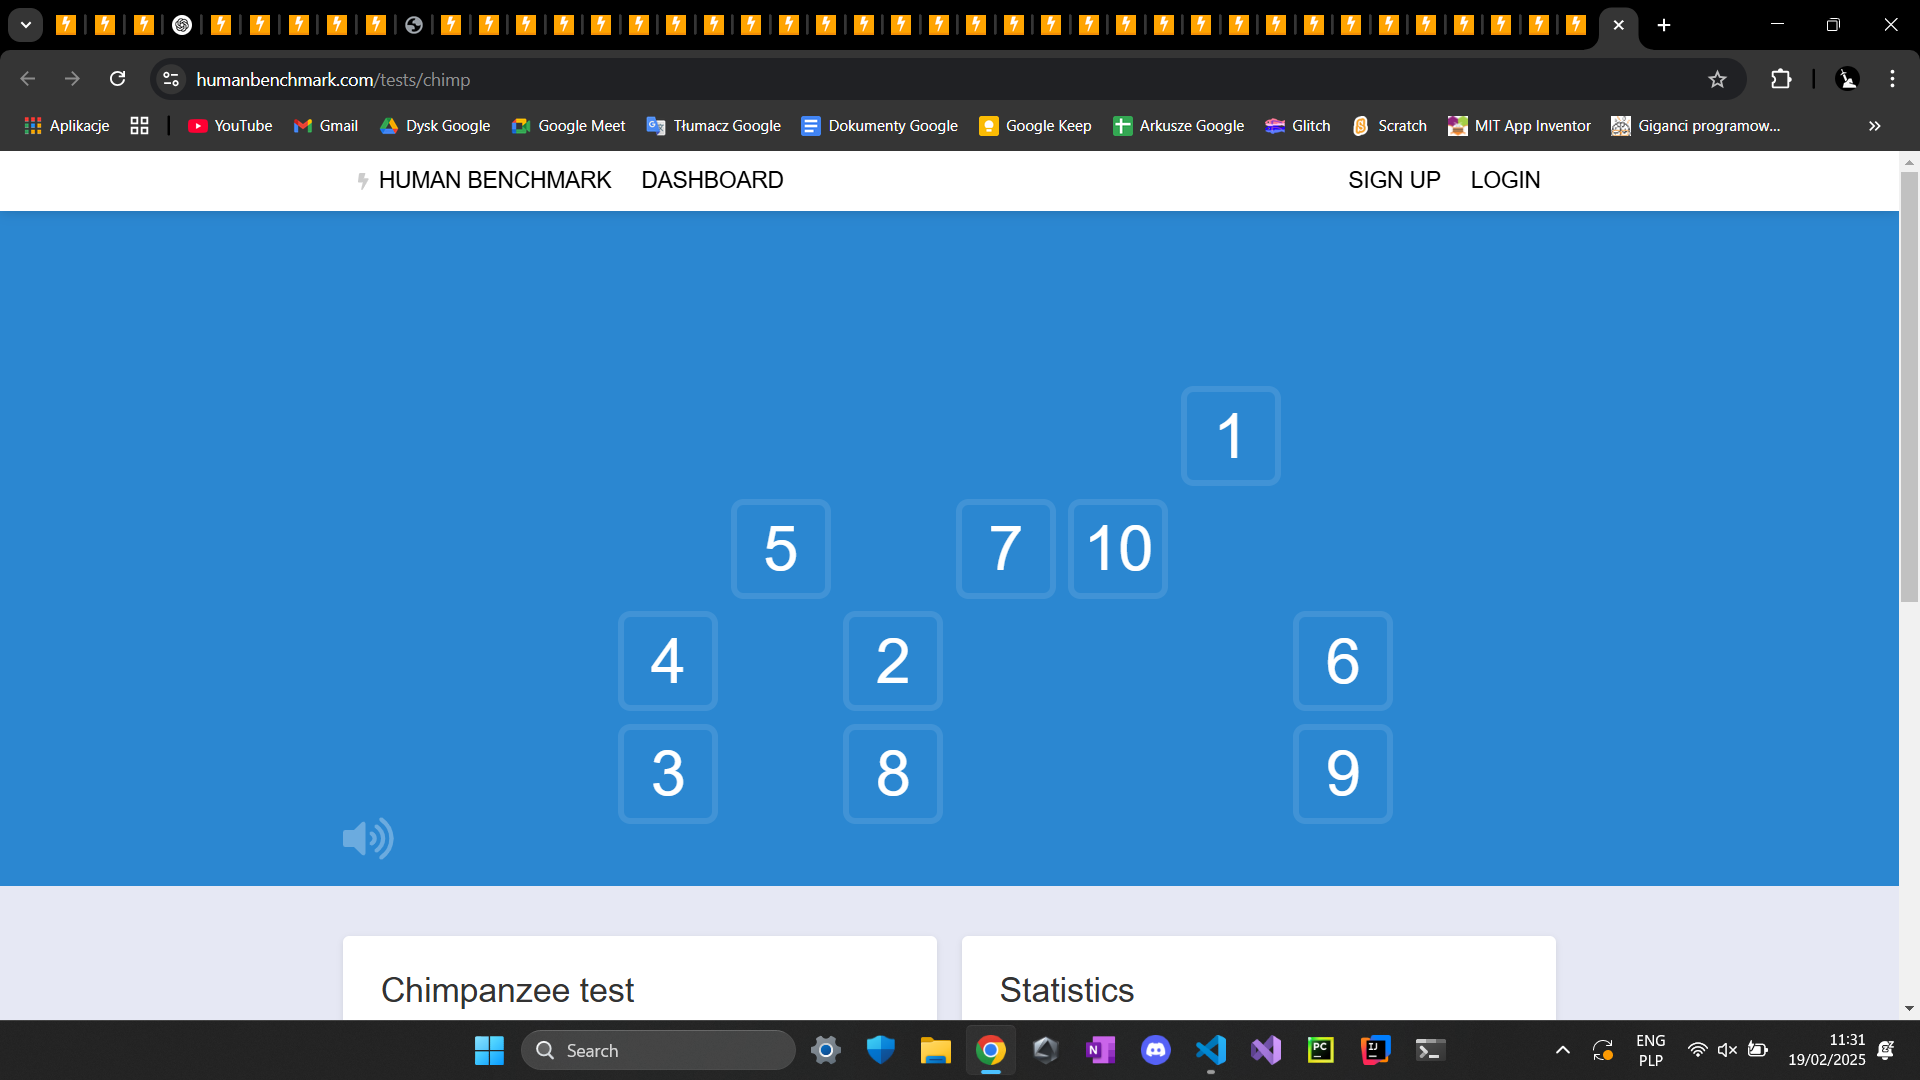 humanbenchmark.com/tests/chimp
Aplikacje YouTube Gmail Dysk Google Google Meet Tłumacz Google Dokumenty Google Google Keep Arkusze Google Glitch Scratch MIT App Inventor Giganci programow...
HUMAN BENCHMARK DASHBOARD SIGN UP LOGIN
1
5 7 10
4 2 6
3 8 9
Chimpanzee test Statistics
Search
ENG 11:31
PLP 19/02/2025